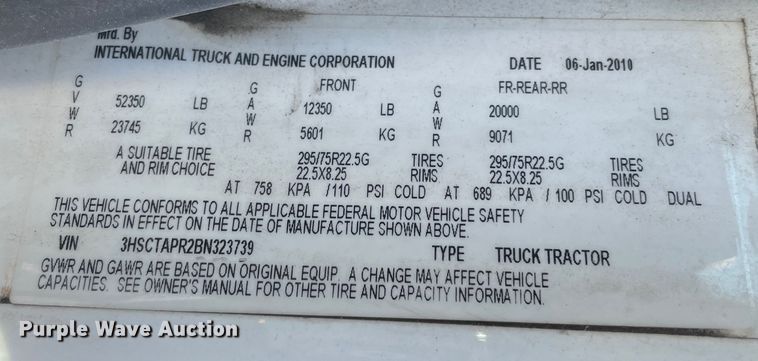 Mfd. By
INTERNATIONAL TRUCK AND ENGINE CORPORATION DATE 06-Jan-2010
GVWR 52350 LB GAWR FRONT 12350 LB GAWR FR-REAR-RR 20000 LB
23745 KG 5601 KG 9071 KG
A SUITABLE TIRE 295/75R22.5G TIRES 295/75R22.5G TIRES
AND RIM CHOICE 22.5X8.25 RIMS 22.5X8.25 RIMS
AT 758 KPA /110 PSI COLD AT 689 KPA /100 PSI COLD DUAL
THIS VEHICLE CONFORMS TO ALL APPLICABLE FEDERAL MOTOR VEHICLE SAFETY
STANDARDS IN EFFECT ON THE DATE OF MANUFACTURE SHOWN ABOVE.
VIN 3HSCTAPR2BN323739 TYPE TRUCK TRACTOR
GVWR AND GAWR ARE BASED ON ORIGINAL EQUIP. A CHANGE MAY AFFECT VEHICLE
CAPACITIES. SEE OWNER'S MANUAL FOR OTHER TIRE AND CAPACITY INFORMATION.
Purple Wave Auction